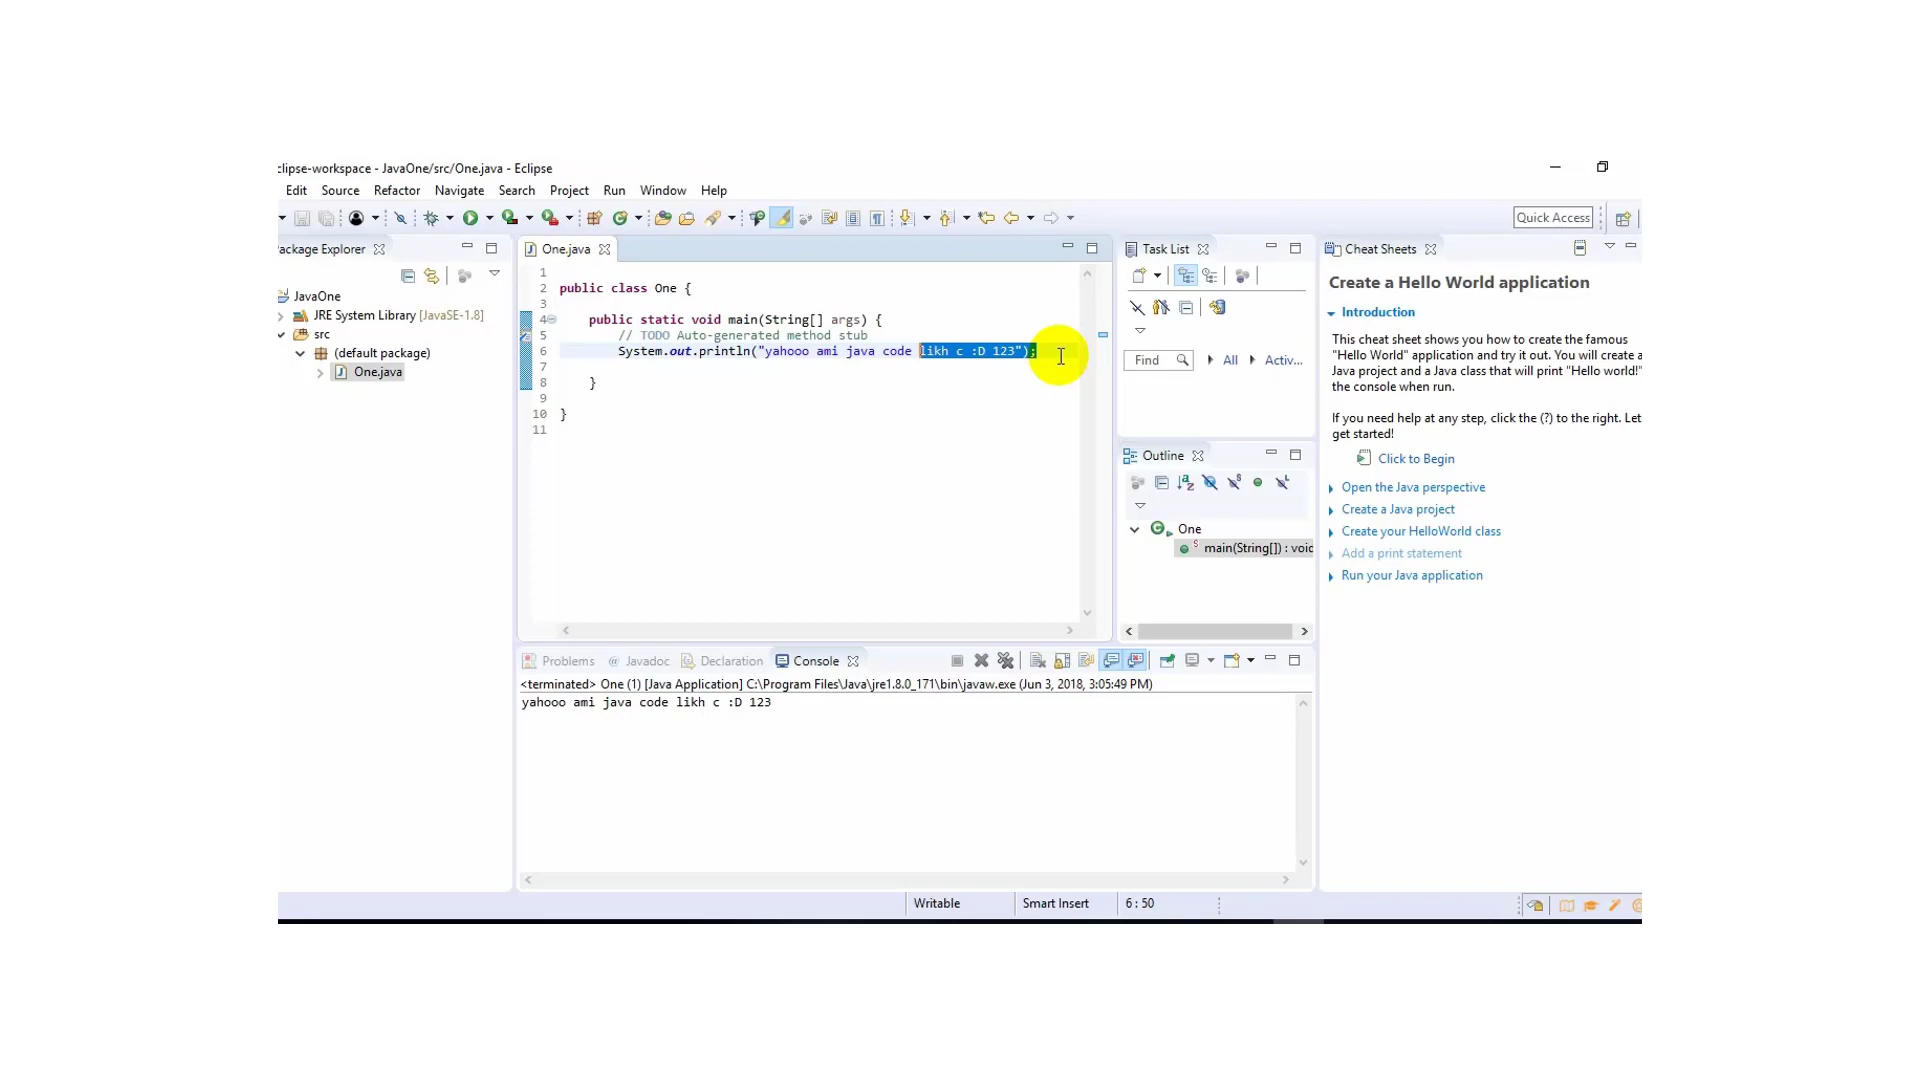 clipse-workspace - JavaOne/src/One.java - Eclipse
Edit Source Refactor Navigate Search Project Run Window Help
Quick Access
ackage Explorer
JavaOne
JRE System Library [JavaSE-1.8]
src
(default package)
One.java
One.java
1
2 public class One {
3
4 public static void main(String[] args) {
5 // TODO Auto-generated method stub
6 System.out.println("yahooo ami java code likh c :D 123");
7
8 }
9
10 }
11
Task List
Find All Activ...
Outline
One
main(String[]) : void
Cheat Sheets
Create a Hello World application
Introduction
This cheat sheet shows you how to create the famous
"Hello World" application and try it out. You will create a
Java project and a Java class that will print "Hello world!"
the console when run.
If you need help at any step, click the (?) to the right. Let
get started!
Click to Begin
Open the Java perspective
Create a Java project
Create your HelloWorld class
Add a print statement
Run your Java application
Problems @ Javadoc Declaration Console
<terminated> One (1) [Java Application] C:\Program Files\Java\jre1.8.0_171\bin\javaw.exe (Jun 3, 2018, 3:05:49 PM)
yahooo ami java code likh c :D 123
Writable Smart Insert 6 : 50